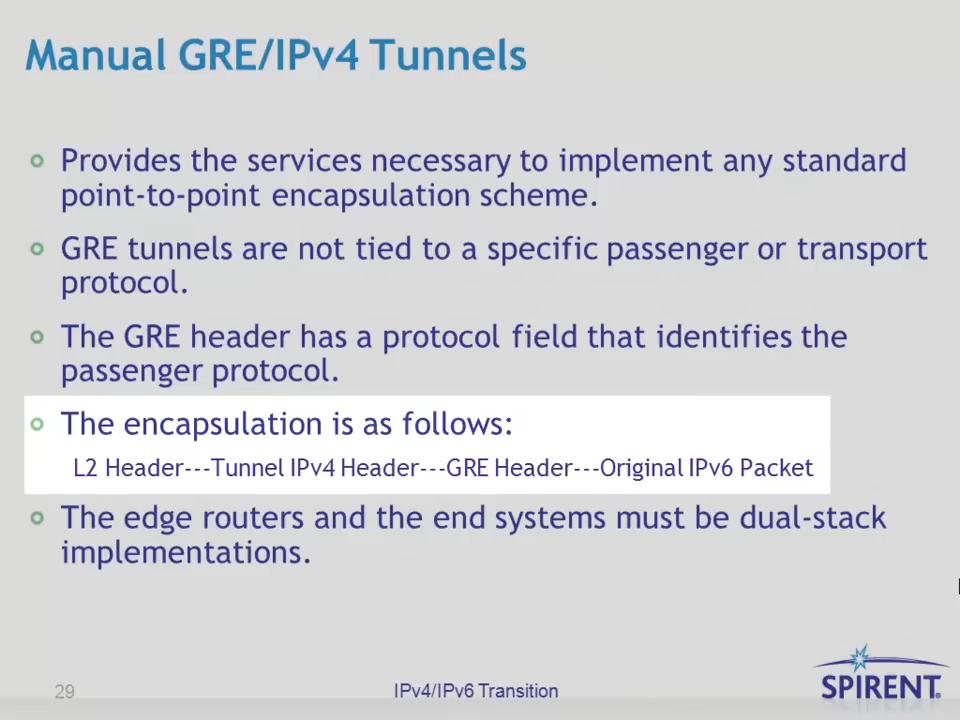 Manual GRE/IPv4 Tunnels
Provides the services necessary to implement any standard
point-to-point encapsulation scheme.
GRE tunnels are not tied to a specific passenger or transport
protocol.
The GRE header has a protocol field that identifies the
passenger protocol.
The encapsulation is as follows:
L2 Header---Tunnel IPv4 Header---GRE Header---Original IPv6 Packet
The edge routers and the end systems must be dual-stack
implementations.
29
IPv4/IPv6 Transition
SPIRENT®